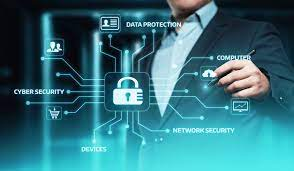 DATA PROTECTION
COMPUTER
CYBER SECURITY
NETWORK SECURITY
DEVICES